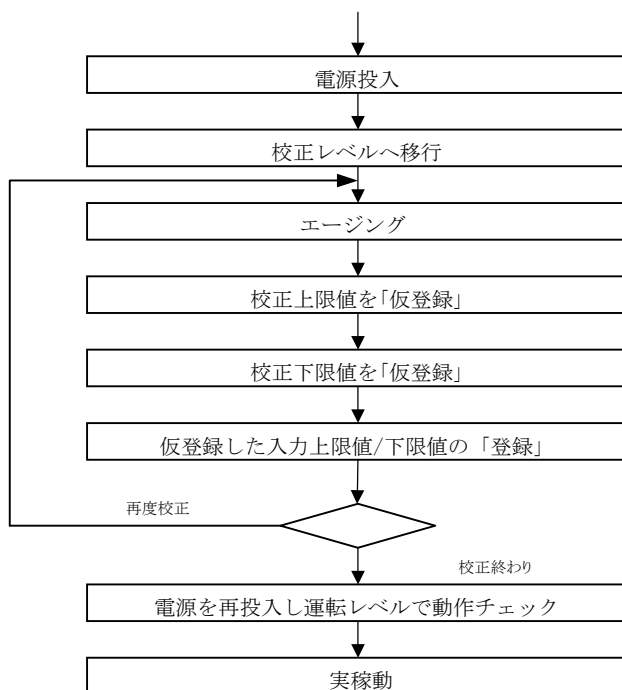 電源投入
校正レベルへ移行
エージング
校正上限値を「仮登録」
校正下限値を「仮登録」
仮登録した入力上限値/下限値の「登録」
再度校正
校正終わり
電源を再投入し運転レベルで動作チェック
実稼動